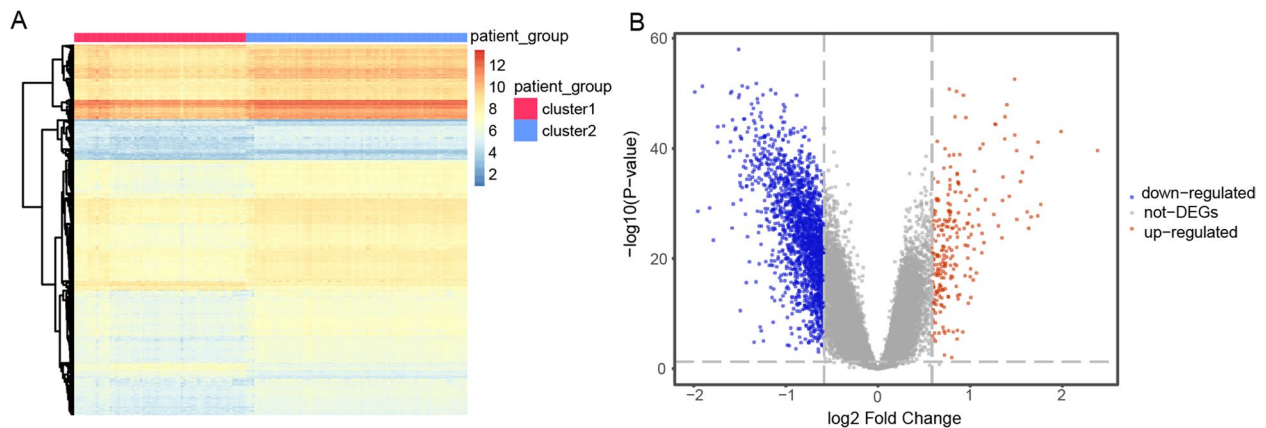 A
patient_group
12
10
8
6
4
2
patient_group
cluster1
cluster2
B
−log10(P−value)
60
40
20
0
−2
−1
0
1
2
log2 Fold Change
down-regulated
not-DEGs
up-regulated